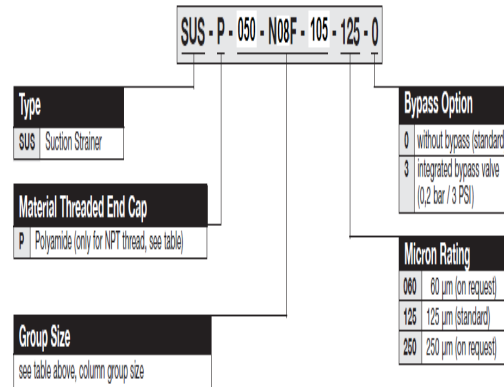 SUS - P - 050 - N08F - 105 - 125 - 0
Type
SUS Suction Strainer
Material Threaded End Cap
P Polyamide (only for NPT thread, see table)
Group Size
see table above, column group size
Bypass Option
0 without bypass (standard
3 integrated bypass valve
(0,2 bar / 3 PSI)
Micron Rating
060 60 µm (on request)
125 125 µm (standard)
250 250 µm (on request)